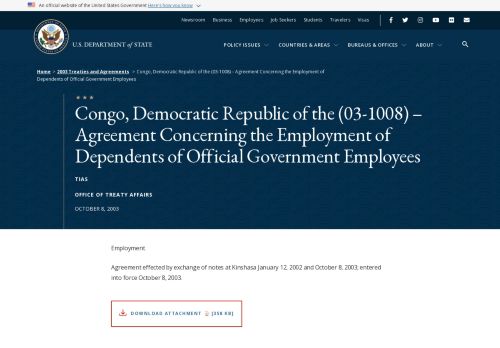 An official website of the United States Government Here's how you know
Newsroom Business Employers Job Seekers Students Travelers Visas
U.S. DEPARTMENT of STATE
POLICY ISSUES COUNTRIES & AREAS BUREAUS & OFFICES ABOUT
Home > 2003 Treaties and Agreements > Congo, Democratic Republic of the (03-1008) – Agreement Concerning the Employment of
Dependents of Official Government Employees
Congo, Democratic Republic of the (03-1008) –
Agreement Concerning the Employment of
Dependents of Official Government Employees
TIAS
OFFICE OF TREATY AFFAIRS
OCTOBER 8, 2003
Employment
Agreement effected by exchange of notes at Kinshasa January 12, 2002 and October 8, 2003; entered
into force October 8, 2003.
DOWNLOAD ATTACHMENT [358 KB]